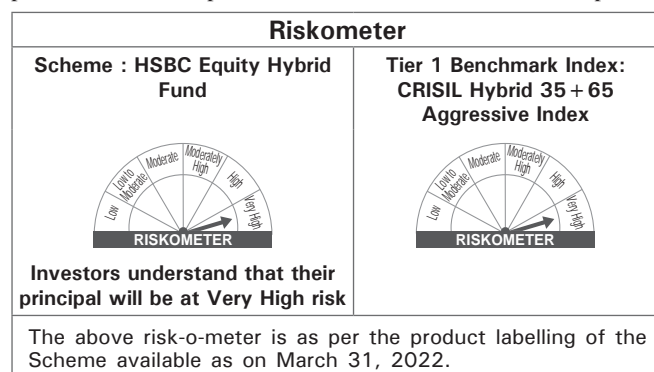 Riskometer
Scheme : HSBC Equity Hybrid
Fund
Low
Low to
Moderate
Moderate
Moderately
High
High
Very High
RISKOMETER
Investors understand that their
principal will be at Very High risk
Tier 1 Benchmark Index:
CRISIL Hybrid 35+65
Aggressive Index
Low
Low to
Moderate
Moderate
Moderately
High
High
Very High
RISKOMETER
The above risk-o-meter is as per the product labelling of the
Scheme available as on March 31, 2022.